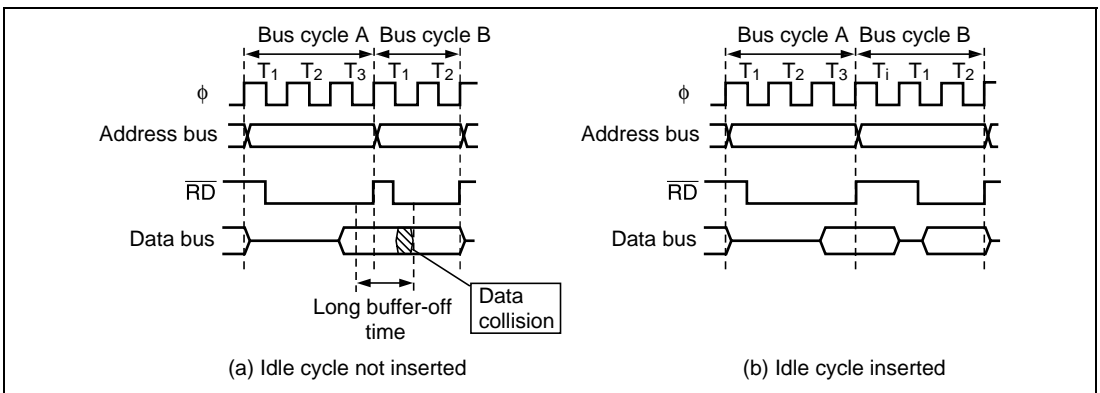 Bus cycle A Bus cycle B
T1 T2 T3 T1 T2
φ
Address bus
RD
Data bus
Long buffer-off
time
Data
collision
(a) Idle cycle not inserted
Bus cycle A Bus cycle B
T1 T2 T3 Ti T1 T2
φ
Address bus
RD
Data bus
(b) Idle cycle inserted